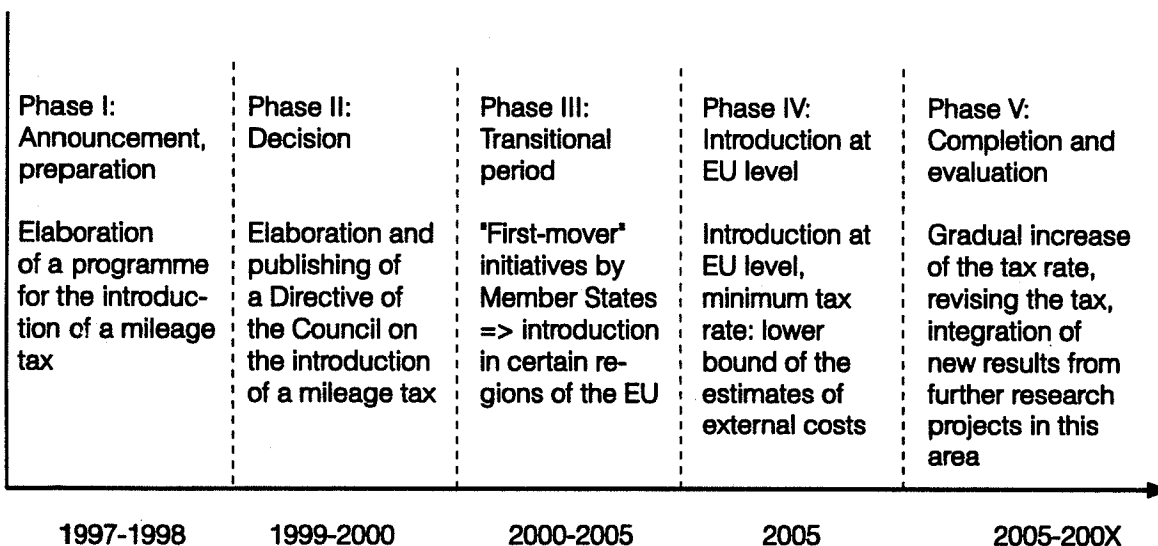 Phase I:
Announcement,
preparation
Elaboration
of a programme
for the introduc-
tion of a mileage
tax
Phase II:
Decision
Elaboration and
publishing of
a Directive of
the Council on
the introduction
of a mileage tax
Phase III:
Transitional
period
"First-mover"
initiatives by
Member States
=> introduction
in certain re-
gions of the EU
Phase IV:
Introduction at
EU level
Introduction at
EU level,
minimum tax
rate: lower
bound of the
estimates of
external costs
Phase V:
Completion and
evaluation
Gradual increase
of the tax rate,
revising the tax,
integration of
new results from
further research
projects in this
area
1997-1998
1999-2000
2000-2005
2005
2005-200X